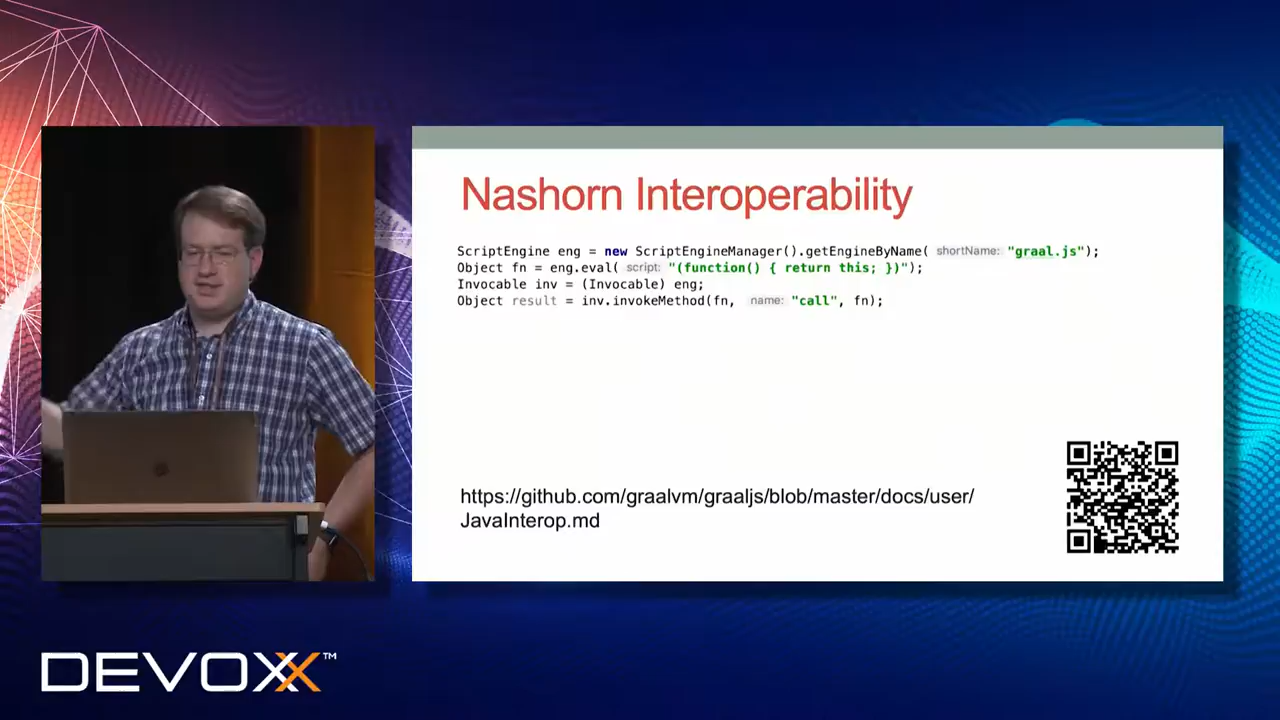 Nashorn Interoperability
ScriptEngine eng = new ScriptEngineManager().getEngineByName( shortName: "graal.js");
Object fn = eng.eval( script: "(function() { return this; })");
Invocable inv = (Invocable) eng;
Object result = inv.invokeMethod(fn, name: "call", fn);
https://github.com/graalvm/graaljs/blob/master/docs/user/
JavaInterop.md
DEVOXX™